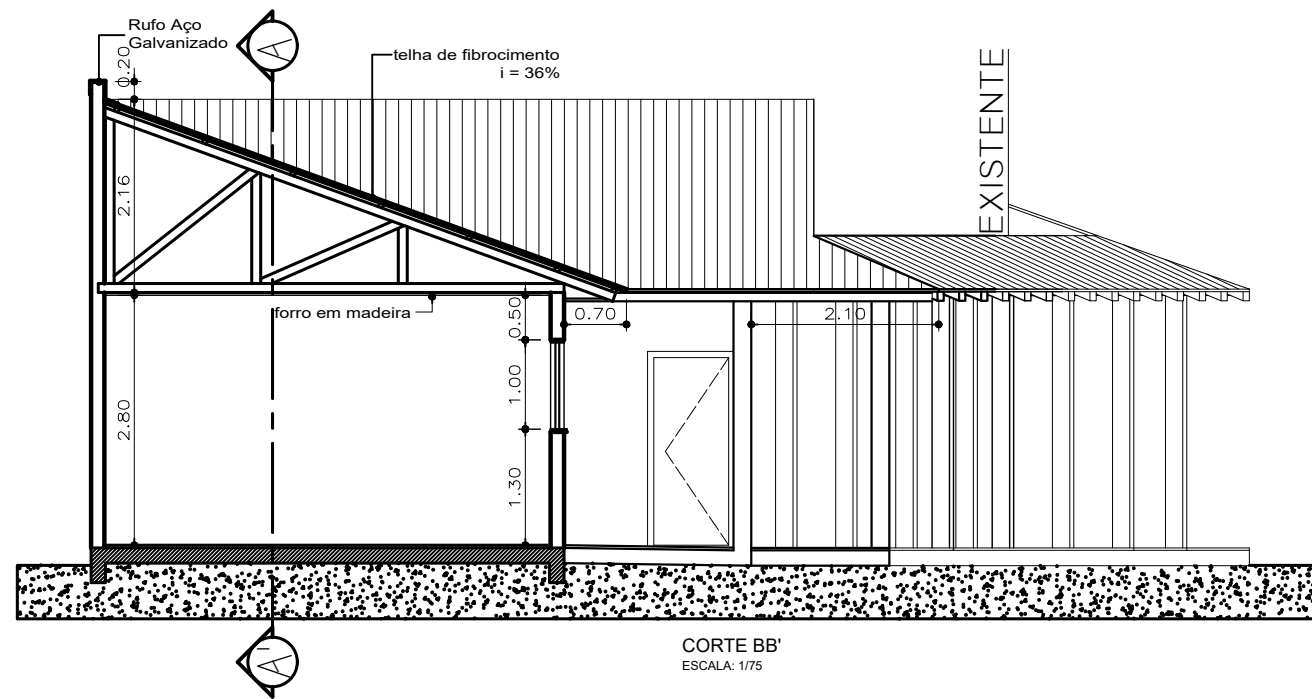 Rufo Aço
Galvanizado
A
telha de fibrocimento
i = 36%
0.20
EXISTENTE
2.16
forro em madeira
0.50
0.70
2.10
1.00
2.80
1.30
A'
CORTE BB'
ESCALA: 1/75